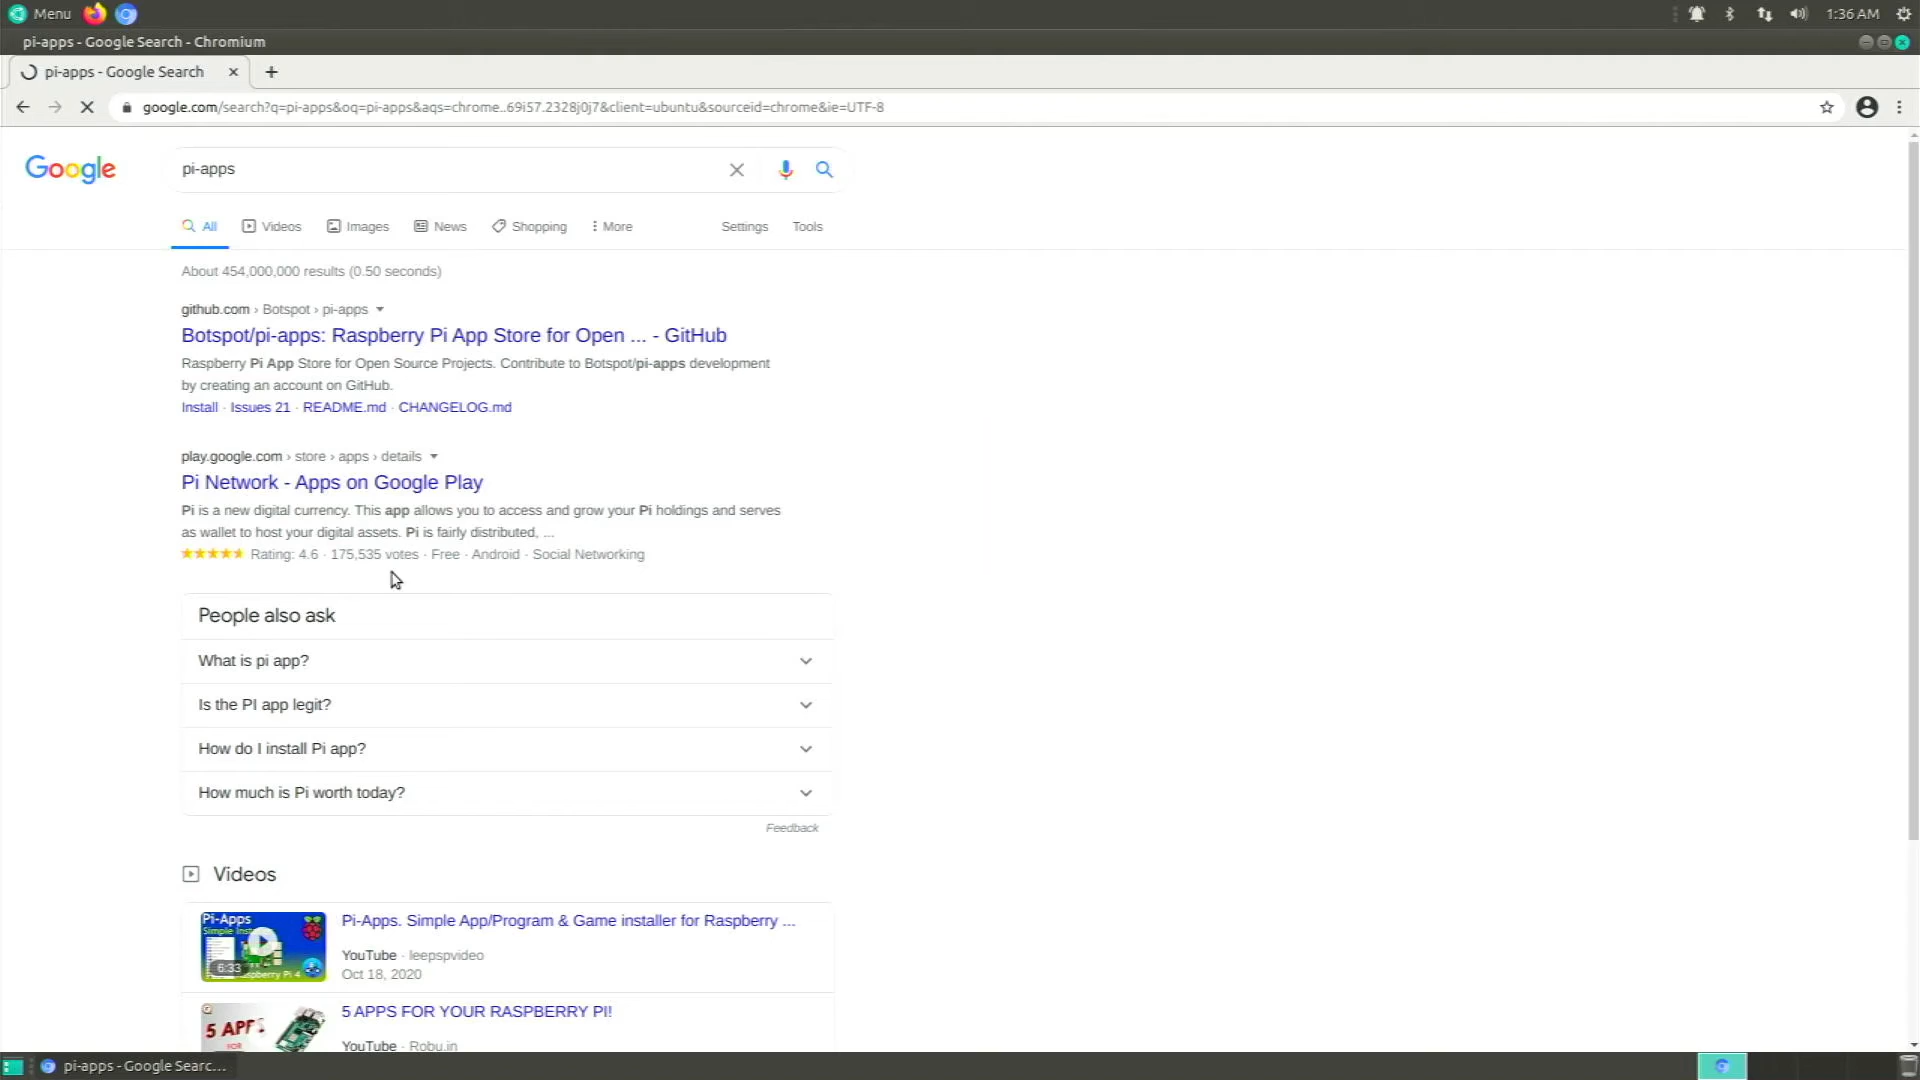 Menu
1:36 AM
pi-apps - Google Search - Chromium
pi-apps - Google Search
google.com/search?q=pi-apps&oq=pi-apps&aqs=chrome..69i57.2328j0j7&client=ubuntu&sourceid=chrome&ie=UTF-8
Google
pi-apps
All Videos Images News Shopping More Settings Tools
About 454,000,000 results (0.50 seconds)
github.com › Botspot › pi-apps
Botspot/pi-apps: Raspberry Pi App Store for Open ... - GitHub
Raspberry Pi App Store for Open Source Projects. Contribute to Botspot/pi-apps development
by creating an account on GitHub.
Install · Issues 21 · README.md · CHANGELOG.md
play.google.com › store › apps › details
Pi Network - Apps on Google Play
Pi is a new digital currency. This app allows you to access and grow your Pi holdings and serves
as wallet to host your digital assets. Pi is fairly distributed, ...
Rating: 4.6 · 175,535 votes · Free · Android · Social Networking
People also ask
What is pi app?
Is the PI app legit?
How do I install Pi app?
How much is Pi worth today?
Feedback
Videos
Pi-Apps
Simple
6:33
spberry Pi 4
Pi-Apps. Simple App/Program & Game installer for Raspberry ...
YouTube · leepspvideo
Oct 18, 2020
5 APPS
FOR
5 APPS FOR YOUR RASPBERRY PI!
YouTube · Robu.in
pi-apps - Google Searc...